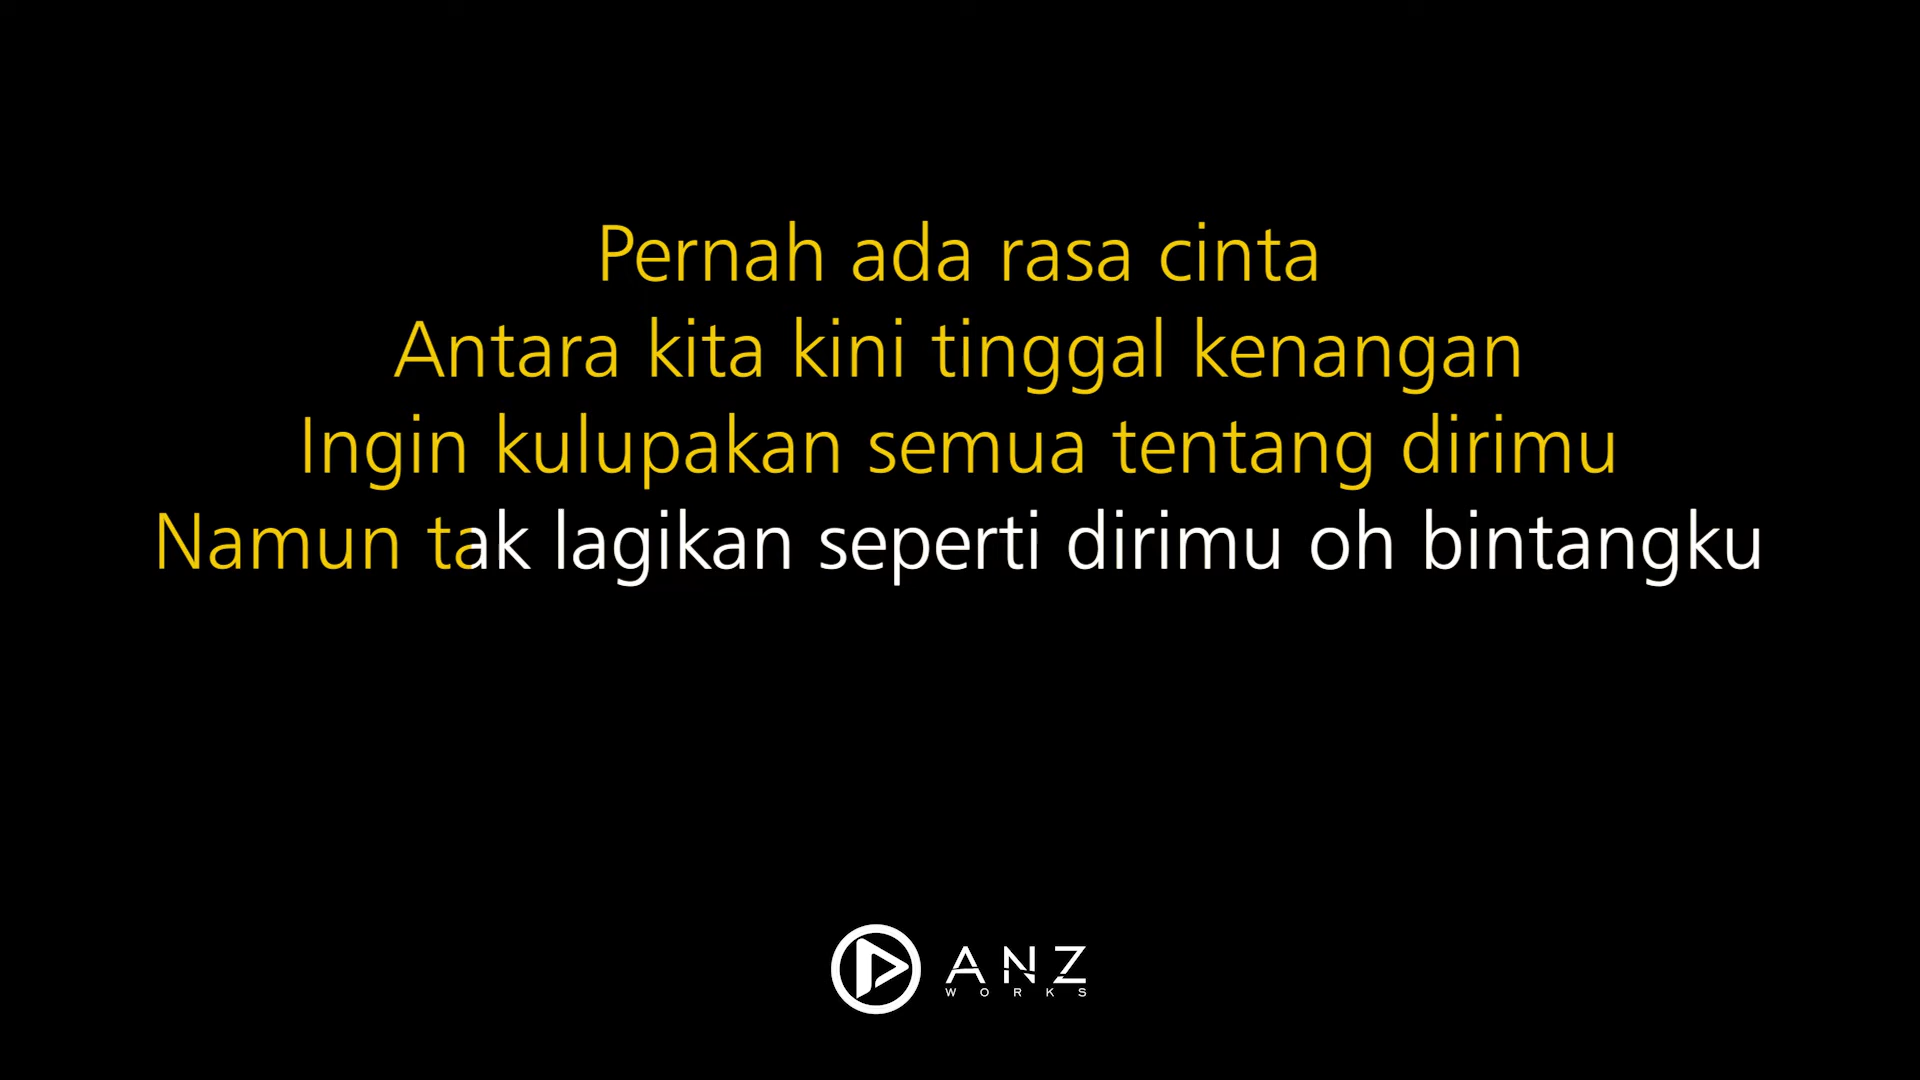 Pernah ada rasa cinta
Antara kita kini tinggal kenangan
Ingin kulupakan semua tentang dirimu
Namun tak lagikan seperti dirimu oh bintangku
ANZ
WORKS